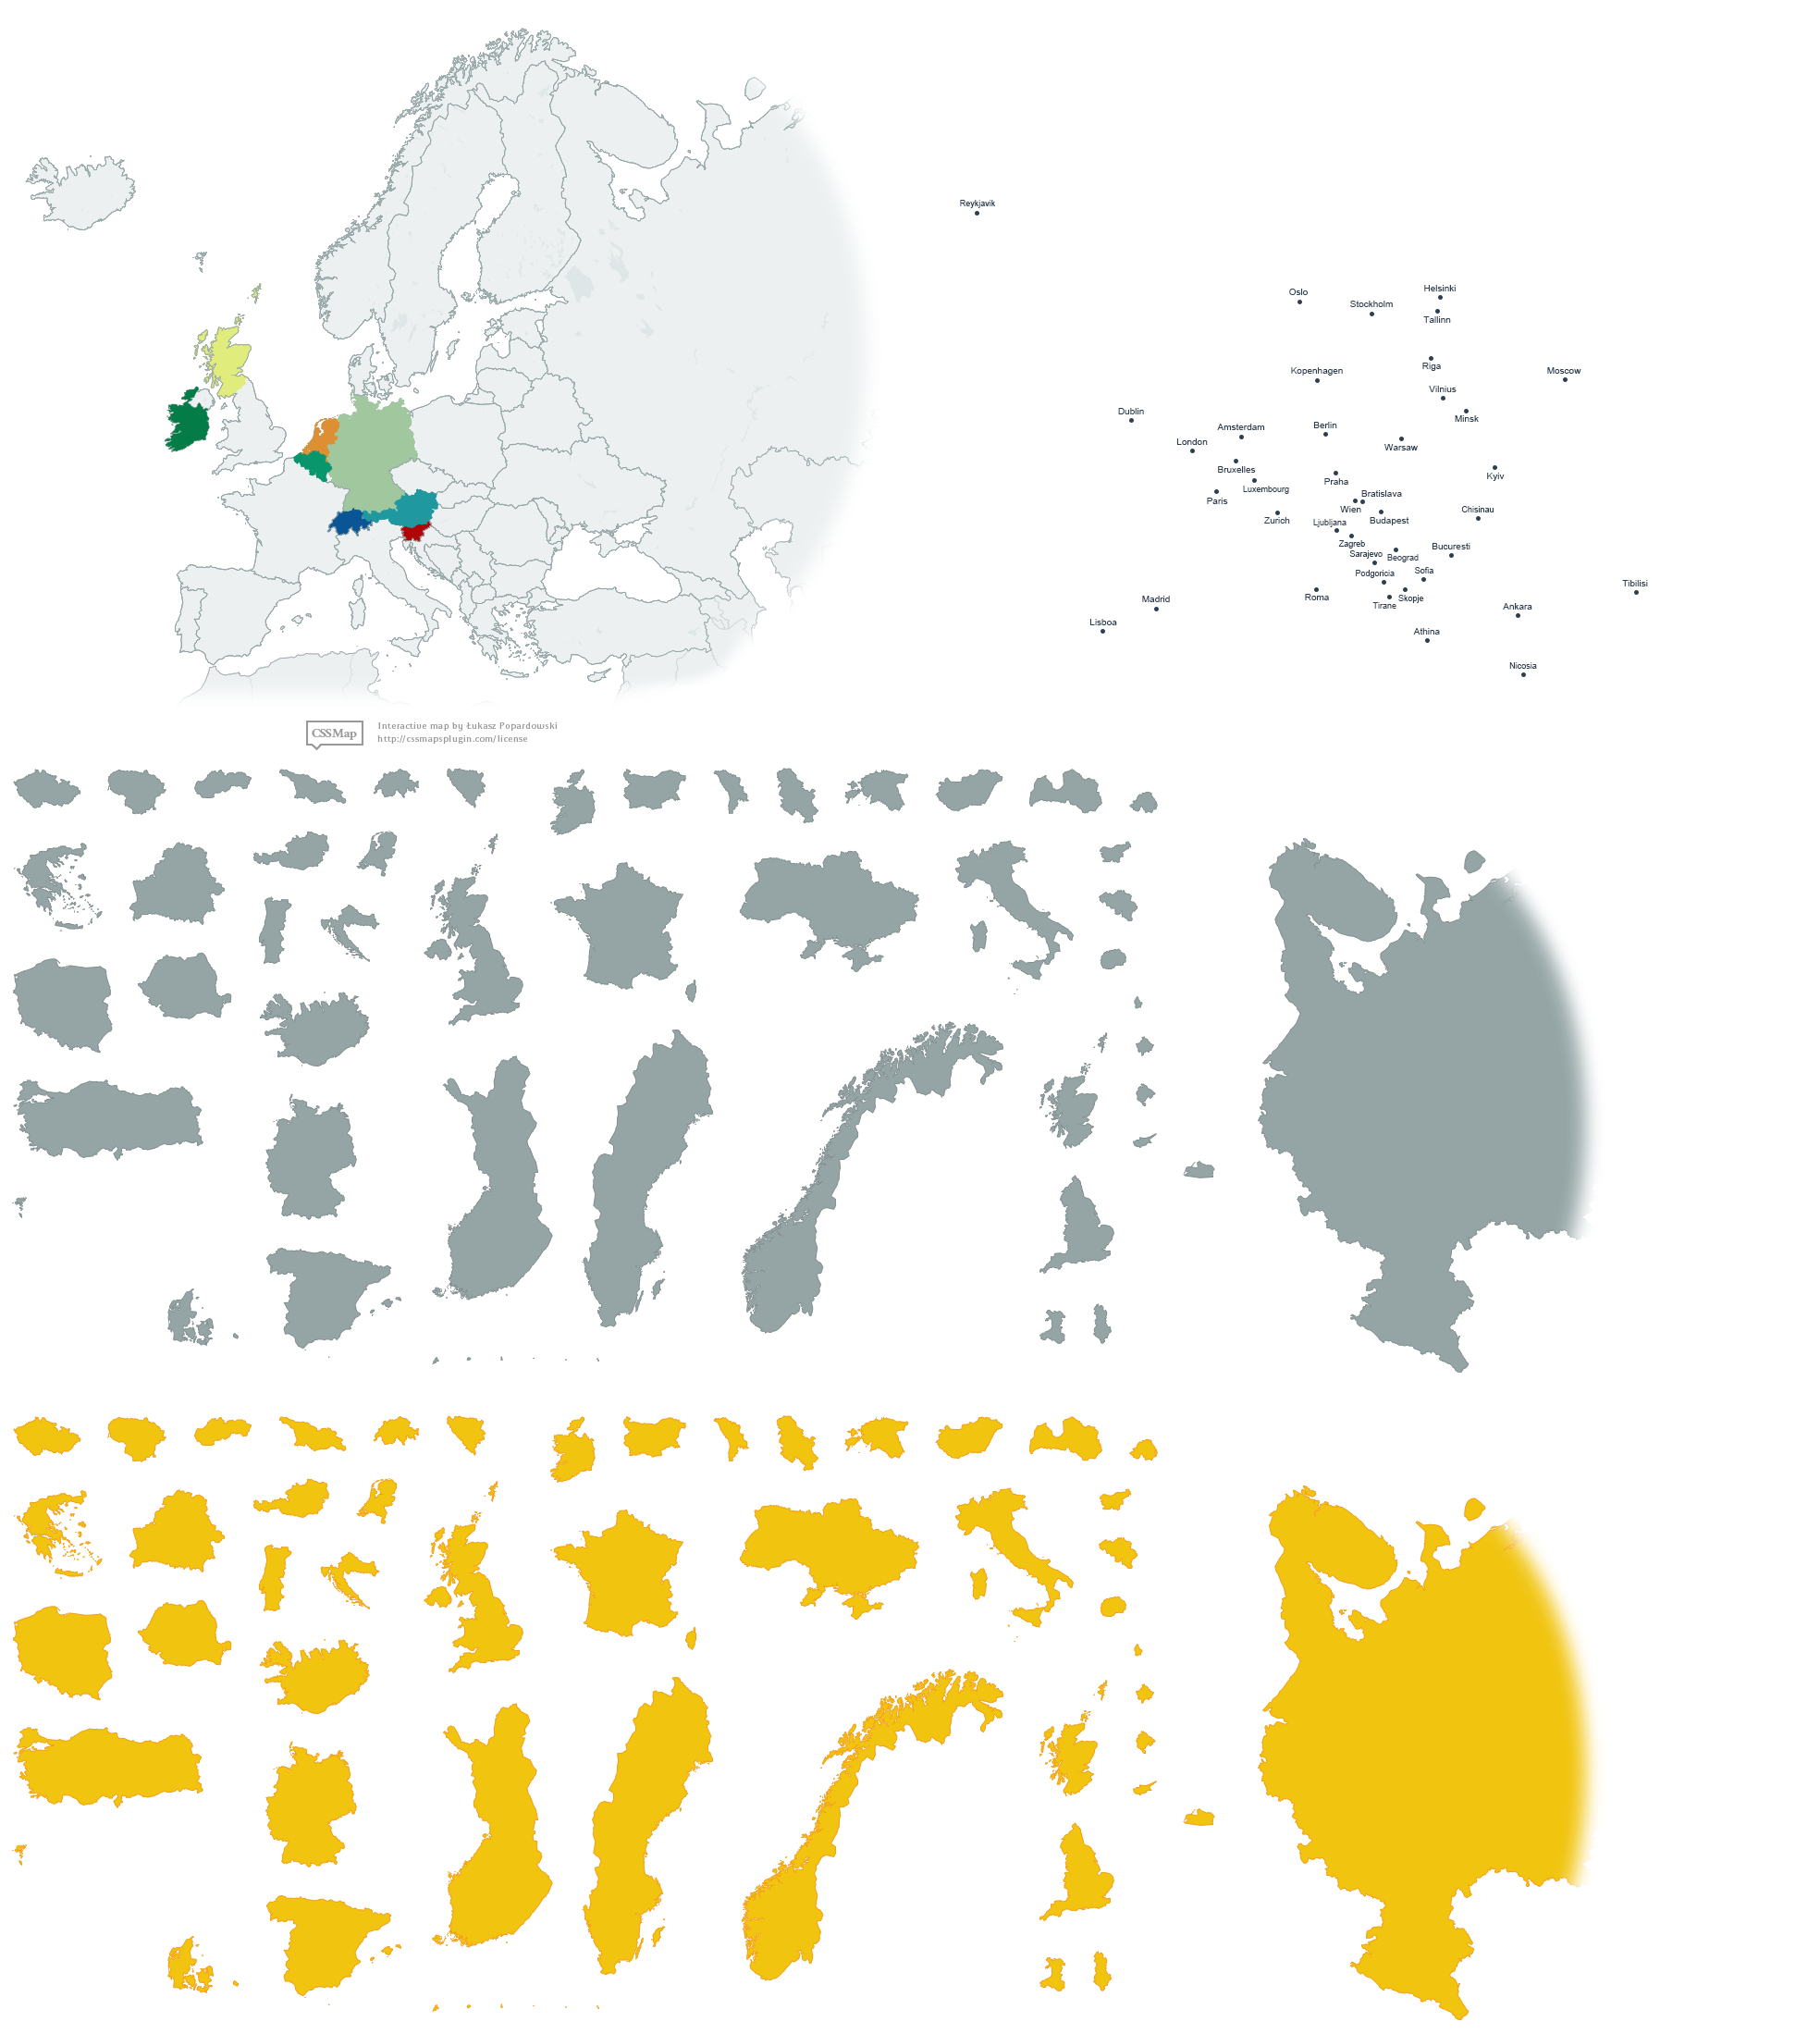 Reykjavik
Helsinki
Oslo
Stockholm
Tallinn
Riga
Kopenhagen
Moscow
Vilnius
Dublin
Minsk
Amsterdam
Berlin
London
Warsaw
Bruxelles
Kyiv
Praha
Luxembourg
Bratislava
Paris
Wien
Chisinau
Zurich
Budapest
Ljubljana
Zagreb
Bucuresti
Sarajevo
Beograd
Podgoricia
Sofia
Tibilisi
Roma
Skopje
Madrid
Tirane
Ankara
Lisboa
Athina
Nicosia
CSSMap
Interactive map by Łukasz Popardowski
http://cssmapsplugin.com/license